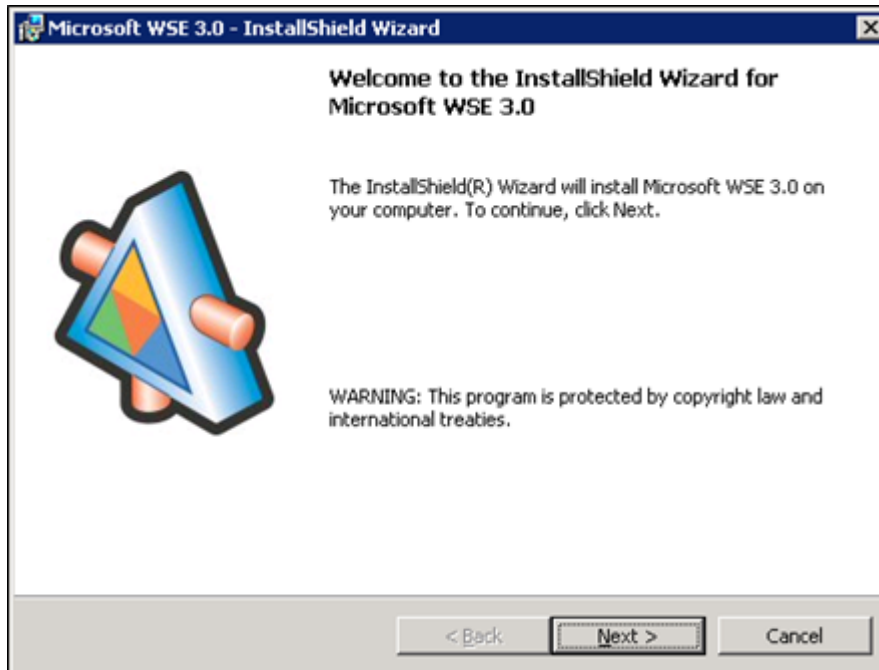 Microsoft WSE 3.0 - InstallShield Wizard
Welcome to the InstallShield Wizard for
Microsoft WSE 3.0
The InstallShield(R) Wizard will install Microsoft WSE 3.0 on
your computer. To continue, click Next.
WARNING: This program is protected by copyright law and
international treaties.
< Back Next > Cancel